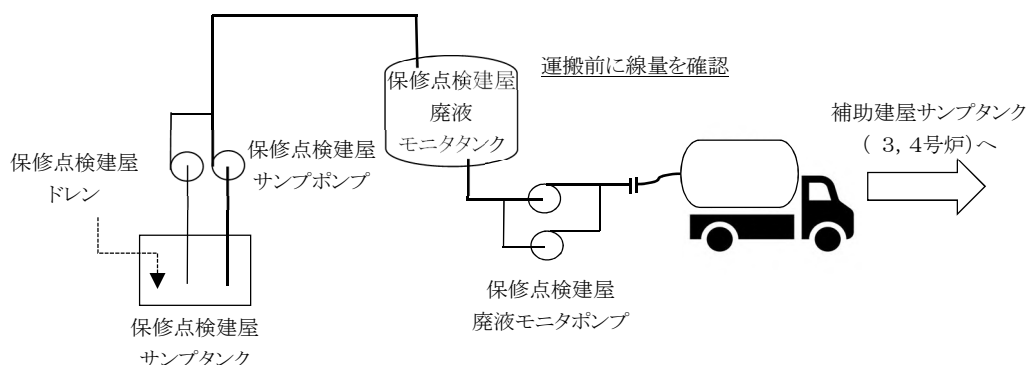 運搬前に線量を確認
保修点検建屋
廃液
モニタタンク
補助建屋サンプタンク
( 3, 4号炉)へ
保修点検建屋
サンプポンプ
保修点検建屋
ドレン
保修点検建屋
廃液モニタポンプ
保修点検建屋
サンプタンク